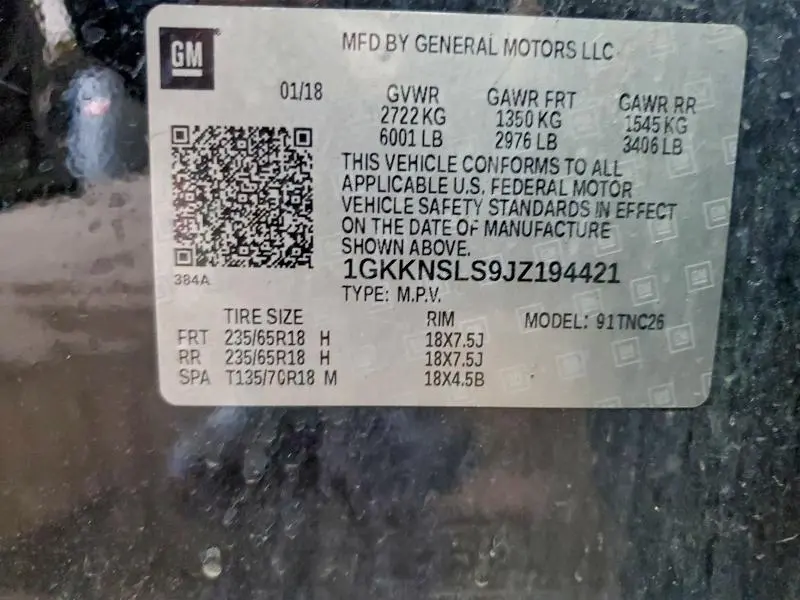 GM
MFD BY GENERAL MOTORS LLC
01/18
GVWR GAWR FRT GAWR RR
2722 KG 1350 KG 1545 KG
6001 LB 2976 LB 3406 LB
THIS VEHICLE CONFORMS TO ALL
APPLICABLE U.S. FEDERAL MOTOR
VEHICLE SAFETY STANDARDS IN EFFECT
ON THE DATE OF MANUFACTURE
SHOWN ABOVE.
384A
1GKKNSLS9JZ194421
TYPE: M.P.V.
TIRE SIZE RIM MODEL: 91TNC26
FRT 235/65R18 H 18X7.5J
RR 235/65R18 H 18X7.5J
SPA T135/70R18 M 18X4.5B